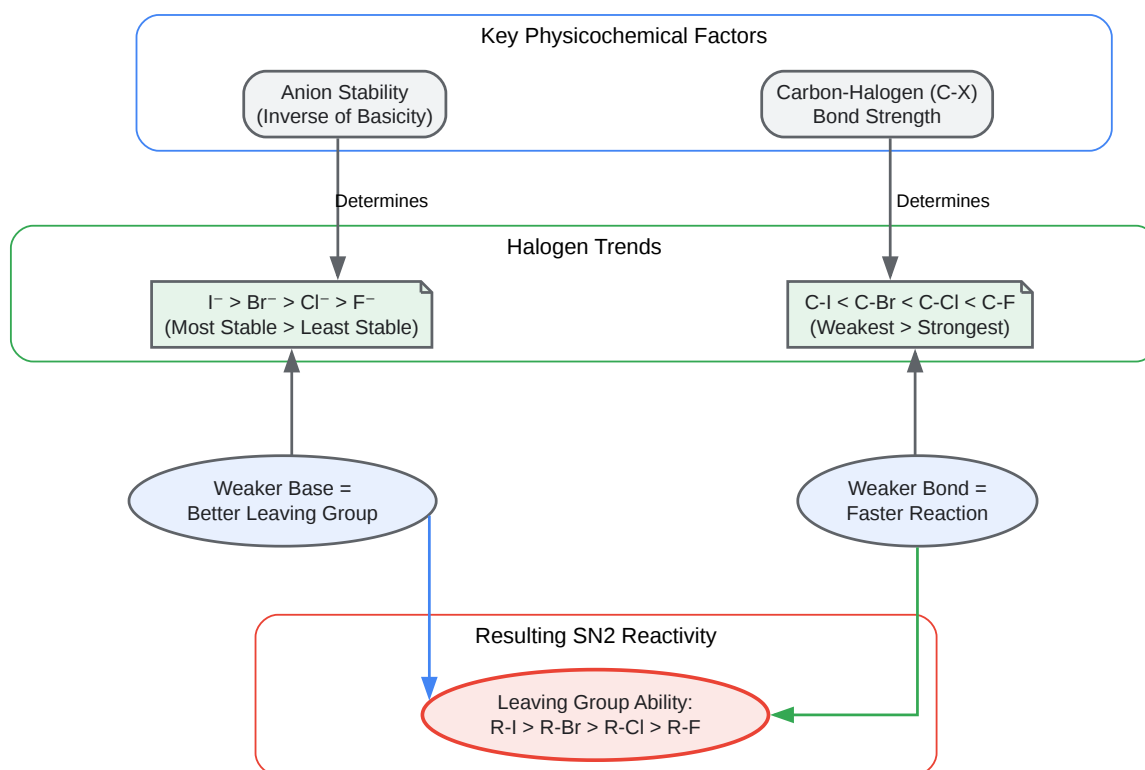 Key Physicochemical Factors
Anion Stability
(Inverse of Basicity)
Carbon-Halogen (C-X)
Bond Strength
Determines
Determines
Halogen Trends
I⁻ > Br⁻ > Cl⁻ > F⁻
(Most Stable > Least Stable)
C-I < C-Br < C-Cl < C-F
(Weakest > Strongest)
Weaker Base =
Better Leaving Group
Weaker Bond =
Faster Reaction
Resulting SN2 Reactivity
Leaving Group Ability:
R-I > R-Br > R-Cl > R-F